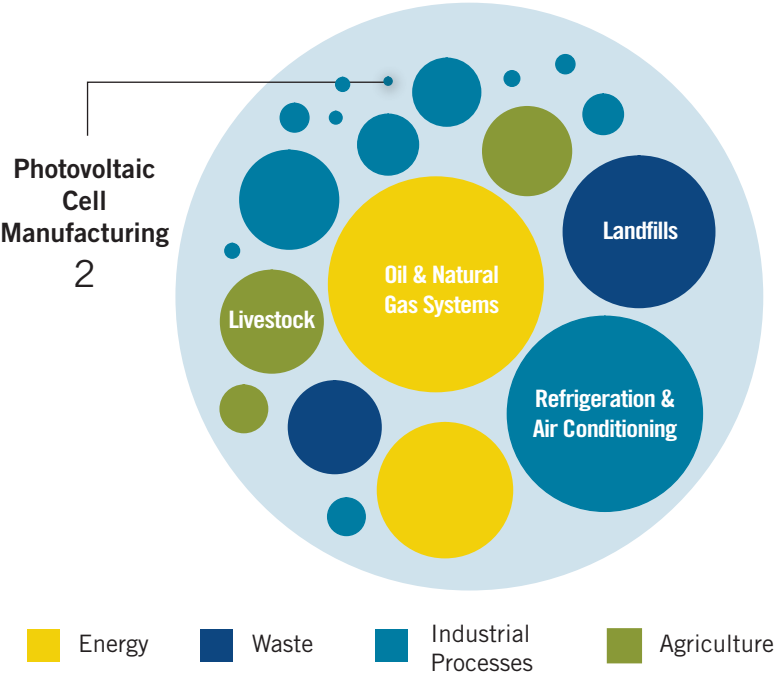 Photovoltaic
Cell
Manufacturing
2
Oil & Natural
Gas Systems
Landfills
Livestock
Refrigeration &
Air Conditioning
Energy
Waste
Industrial
Processes
Agriculture